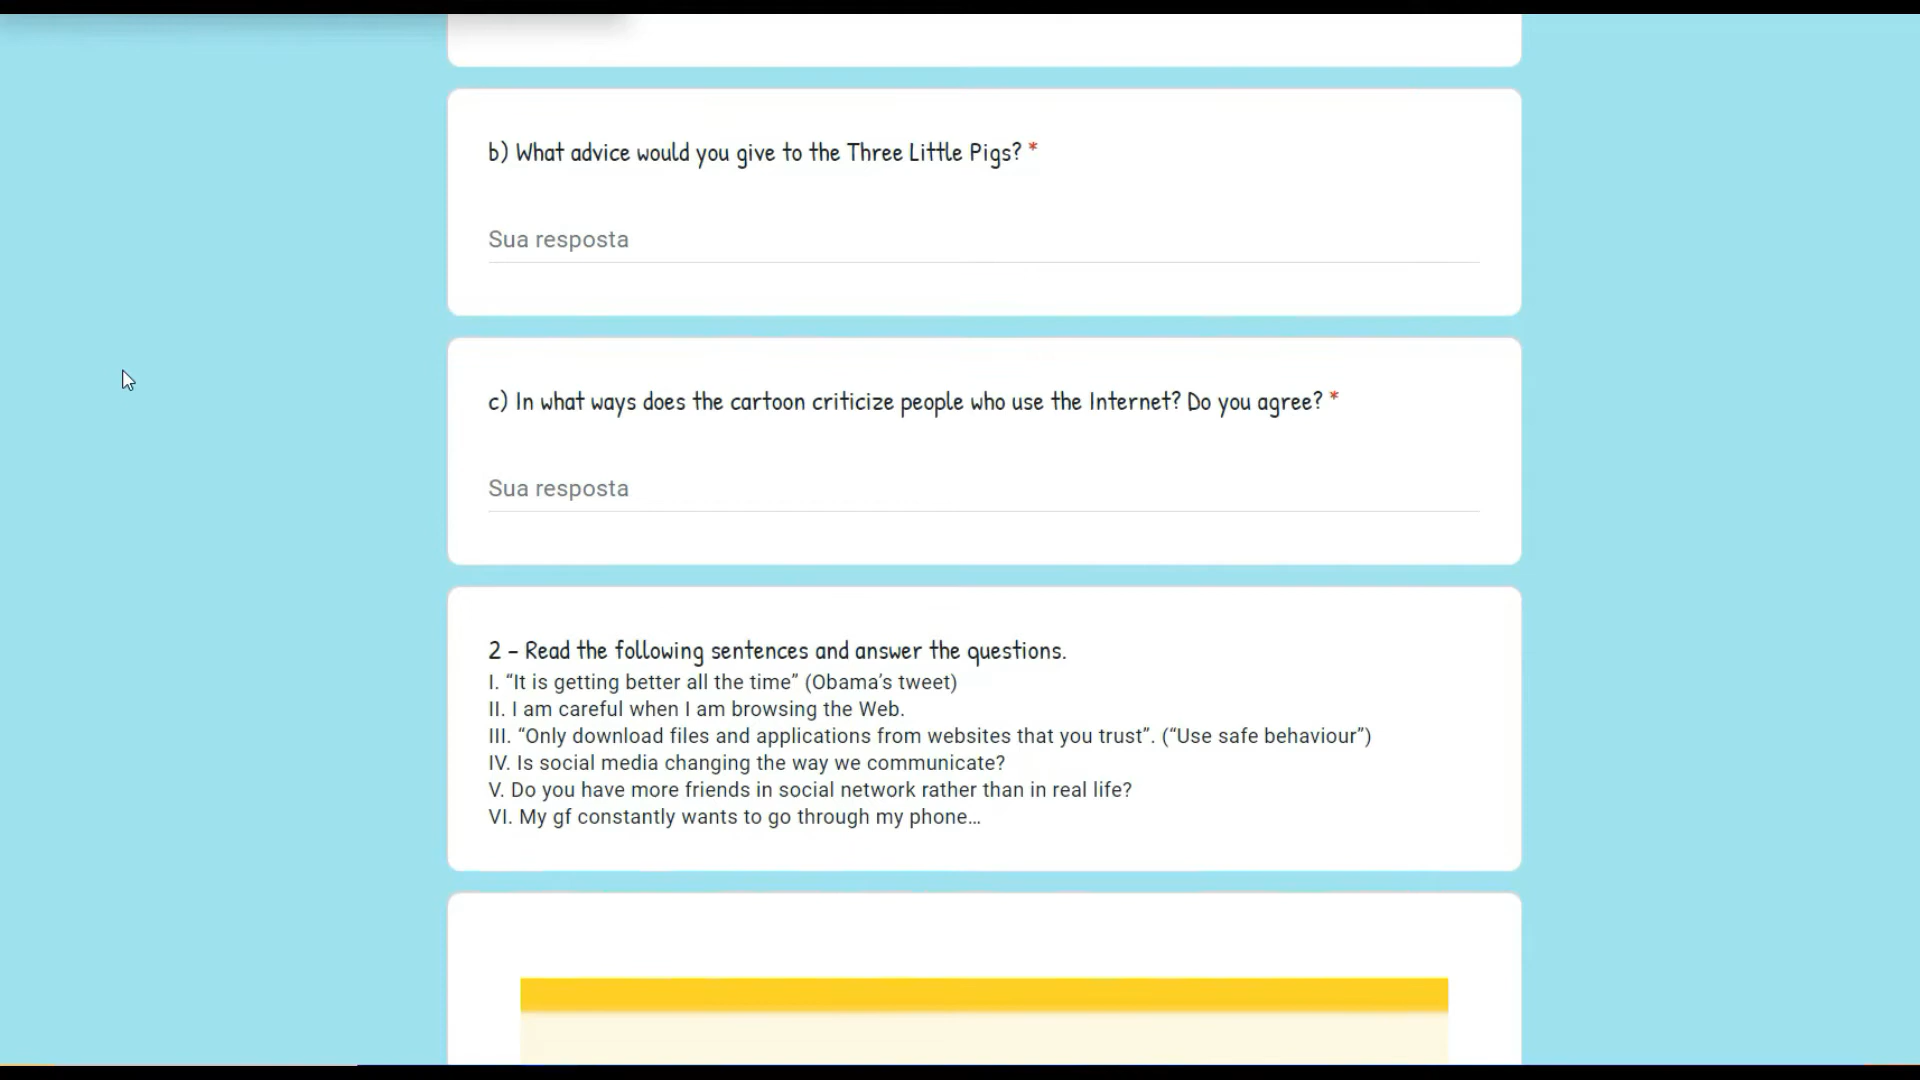 b) What advice would you give to the Three Little Pigs? *
Sua resposta
c) In what ways does the cartoon criticize people who use the Internet? Do you agree? *
Sua resposta
2 – Read the following sentences and answer the questions.
I. “It is getting better all the time” (Obama’s tweet)
II. I am careful when I am browsing the Web.
III. “Only download files and applications from websites that you trust”. (“Use safe behaviour”)
IV. Is social media changing the way we communicate?
V. Do you have more friends in social network rather than in real life?
VI. My gf constantly wants to go through my phone…